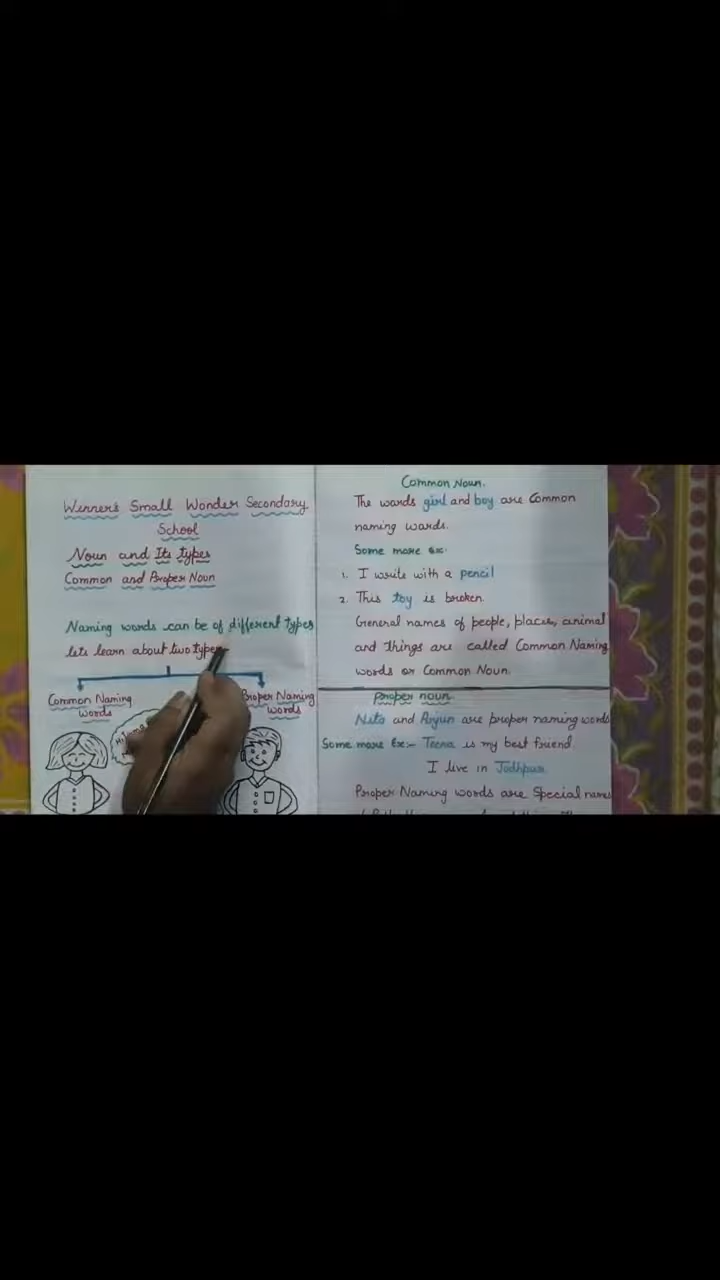 Winner's Small Wonder Secondary
School
Noun and Its types
Common and Proper Noun
Naming words can be of different types
lets learn about two types
Common Naming
words
Proper Naming
words
Common Noun.
The words girl and boy are Common
naming words.
Some more ex:
1. I write with a pencil
2. This toy is broken.
General names of people, places, animal
and things are called Common Naming
words or Common Noun.
Proper noun
Nita and Arjun are proper naming words
Some more Ex:- Teena is my best friend.
I live in Jodhpur
Proper Naming words are Special names